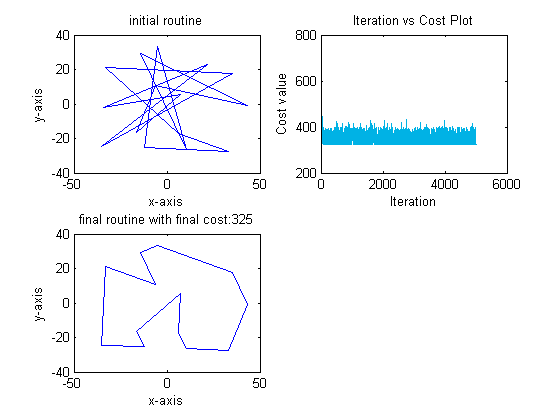 initial routine
40
20
0
-20
-40
y-axis
-50
0
50
x-axis
Iteration vs Cost Plot
800
600
400
200
Cost value
0
2000
4000
6000
Iteration
final routine with final cost:325
40
20
0
-20
-40
y-axis
-50
0
50
x-axis